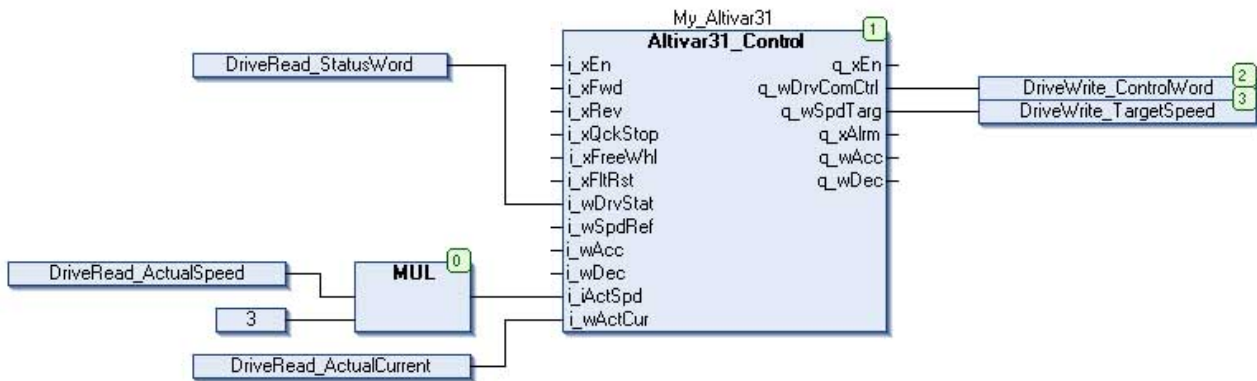 My_Altivar31
Altivar31_Control
1
DriveRead_StatusWord
i_xEn
q_xEn
i_xFwd
q_wDrvComCtrl
DriveWrite_ControlWord
2
i_xRev
q_wSpdTarg
DriveWrite_TargetSpeed
3
i_xQckStop
q_xAlrm
i_xFreeWhl
q_wAcc
i_xFltRst
q_wDec
i_wDrvStat
i_wSpdRef
i_wAcc
i_wDec
DriveRead_ActualSpeed
MUL
0
i_iActSpd
3
i_wActCur
DriveRead_ActualCurrent